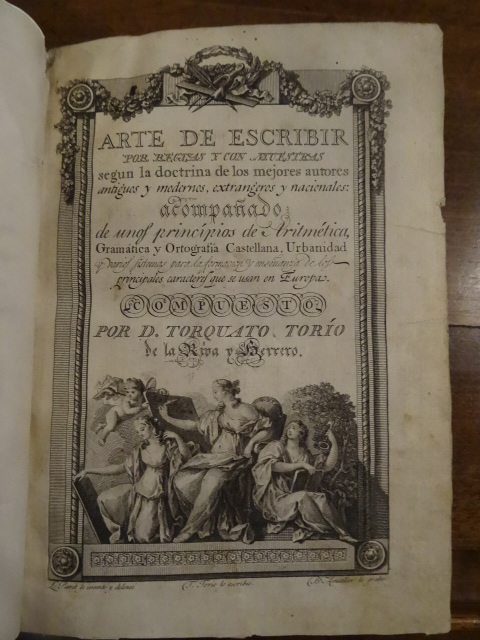 ARTE DE ESCRIBIR
POR REGLAS Y CON MUESTRAS
segun la doctrina de los mejores autores
antiguos y modernos, extrangeros y nacionales:
acompañado
de unos principios de Aritmética,
Gramática y Ortografía Castellana, Urbanidad
y varios sistemas para la formacion y enseñanza de los
principales caractéres que se usan en Europa.
COMPUESTO
POR D. TORQUATO TORÍO
de la Riva y Herrero.